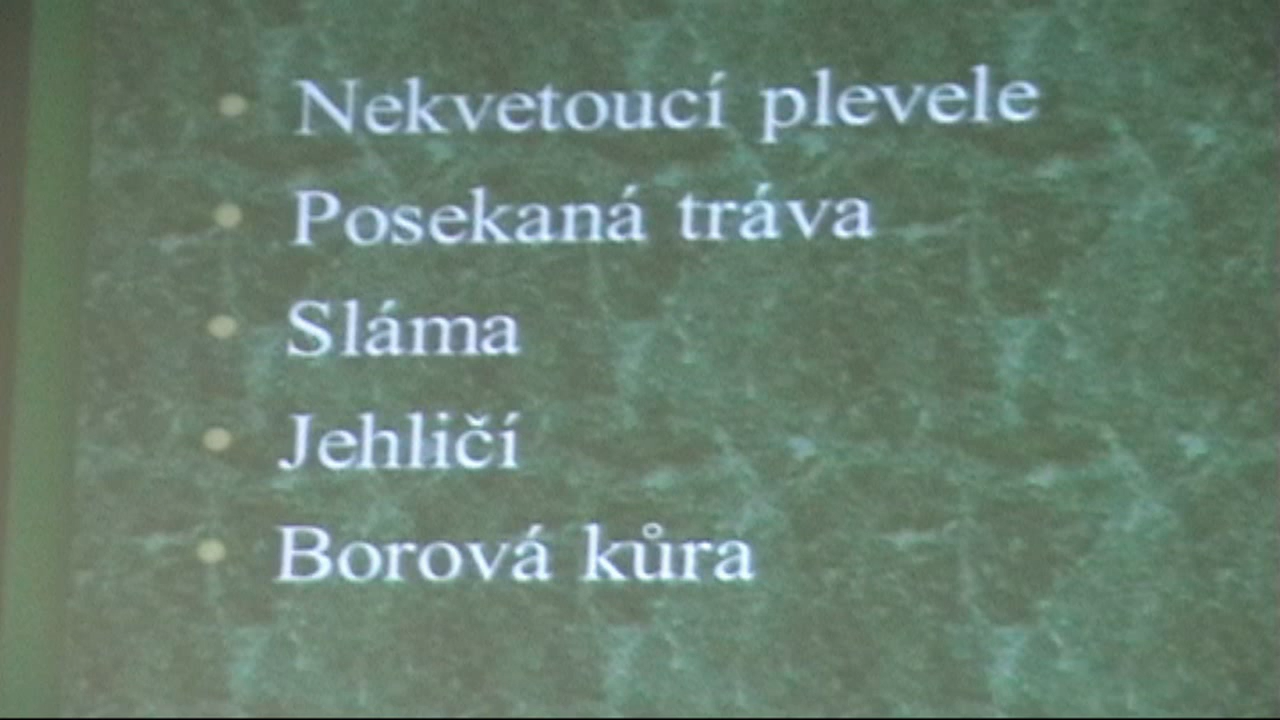 Nekvetoucí plevele
Posekaná tráva
Sláma
Jehličí
Borová kůra